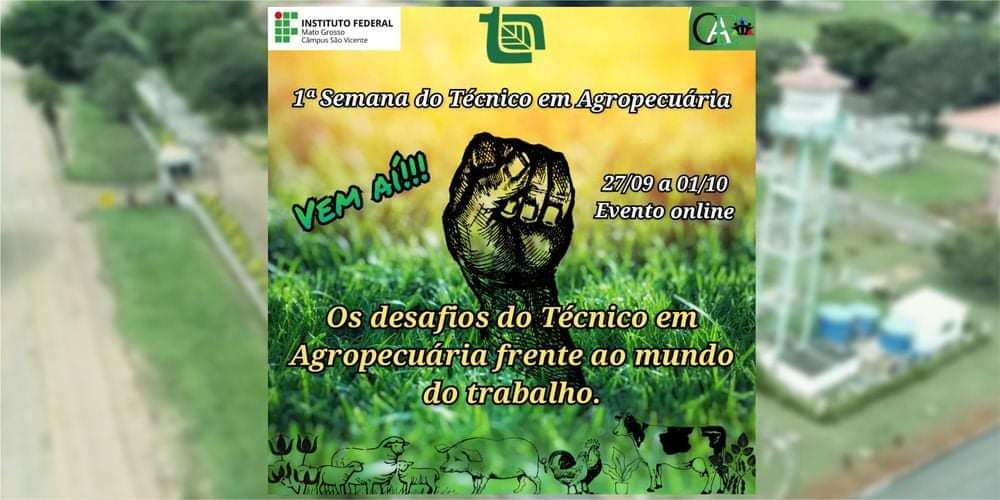 INSTITUTO FEDERAL
Mato Grosso
Câmpus São Vicente
CA
1ª Semana do Técnico em Agropecuária
VEM AÍ!!!
27/09 a 01/10
Evento online
Os desafios do Técnico em
Agropecuária frente ao mundo
do trabalho.